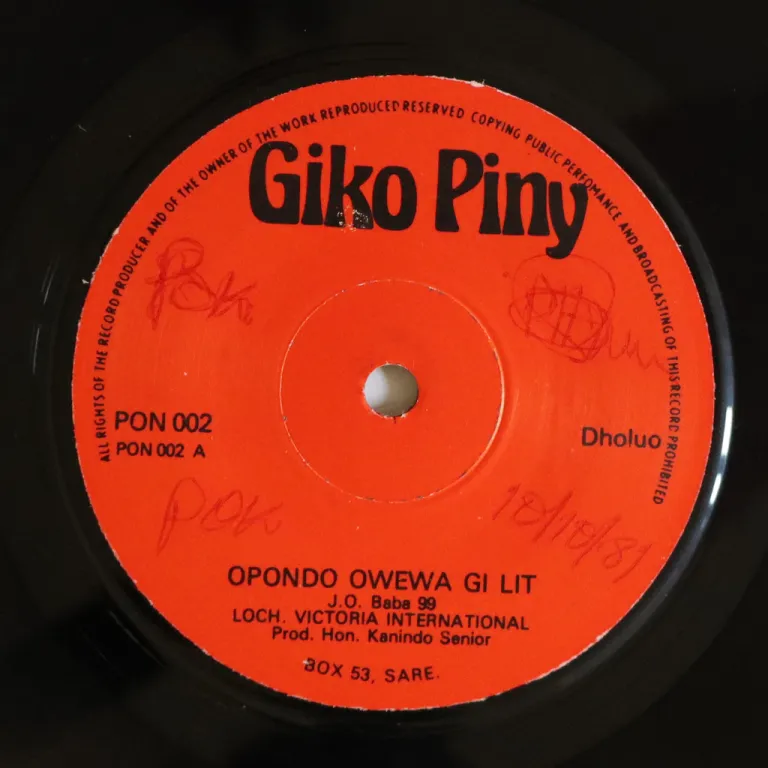 ALL RIGHTS OF THE RECORD PRODUCER AND OF THE OWNER OF THE WORK REPRODUCED RESERVED COPYING PUBLIC PERFOMANCE AND BROADCASTING OF THIS RECORD PROHIBITED
Giko Piny
POK
PON 002
PON 002 A
Dholuo
POK
10/10/81
OPONDO OWEWA GI LIT
J.O. Baba 99
LOCH. VICTORIA INTERNATIONAL
Prod. Hon. Kanindo Senior
BOX 53, SARE.